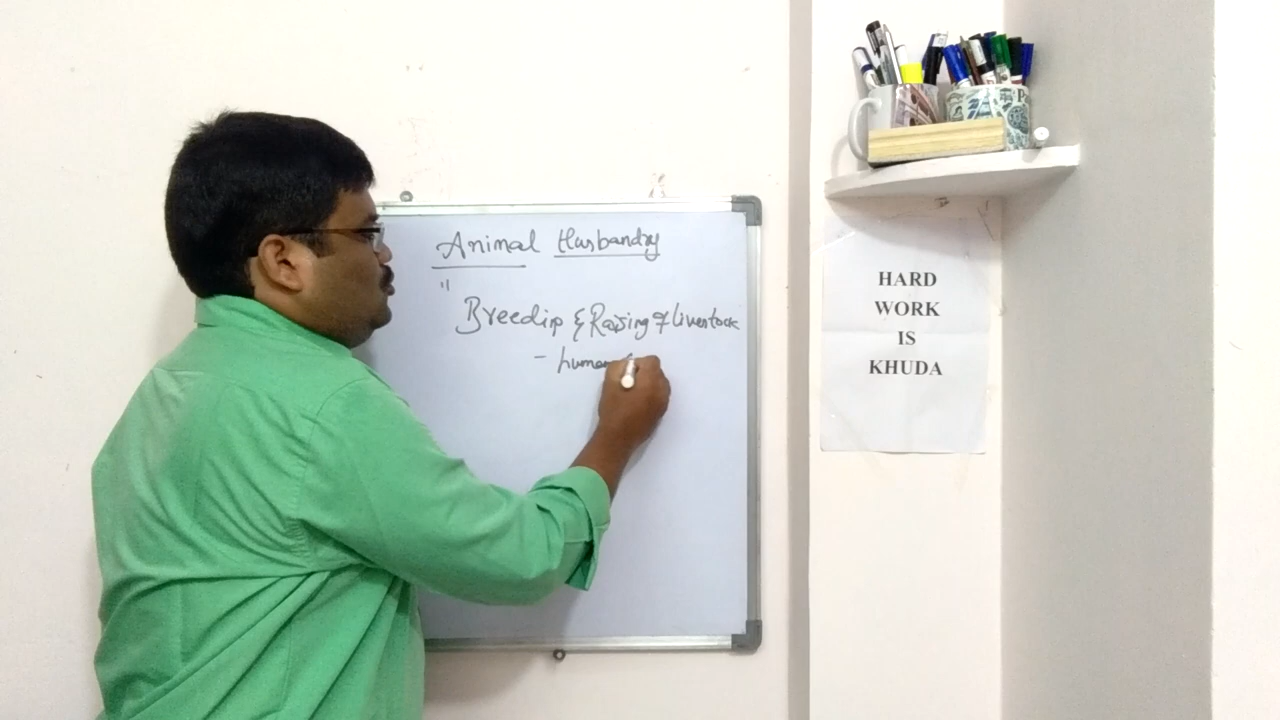 Animal Husbandry
"
Breeding & Raising of Livestock
- human
HARD
WORK
IS
KHUDA